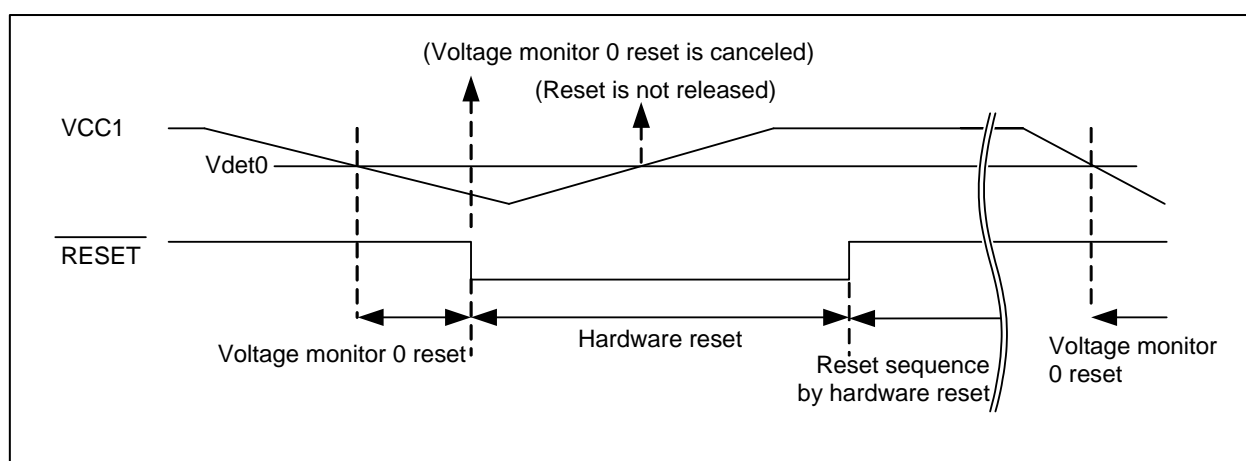 (Voltage monitor 0 reset is canceled)
(Reset is not released)
VCC1
Vdet0
RESET
Voltage monitor 0 reset
Hardware reset
Reset sequence
by hardware reset
Voltage monitor
0 reset